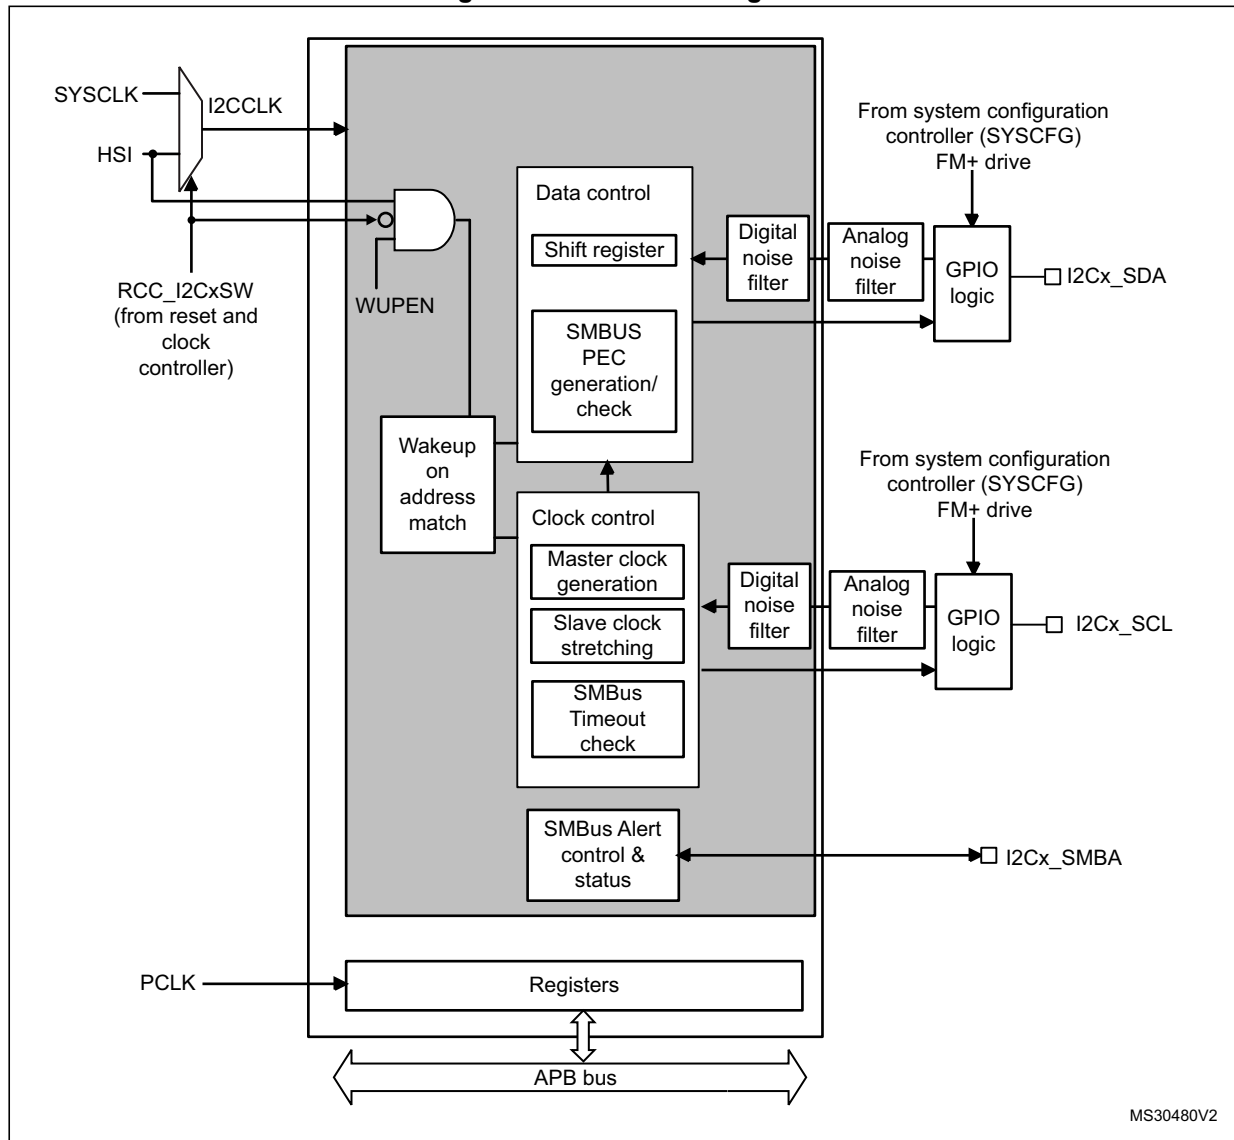 SYSCLK
I2CCLK
HSI
RCC_I2CxSW
(from reset and
clock
controller)
WUPEN
Data control
Shift register
SMBUS
PEC
generation/
check
Wakeup
on
address
match
Clock control
Master clock
generation
Slave clock
stretching
SMBus
Timeout
check
SMBus Alert
control &
status
Digital
noise
filter
Analog
noise
filter
From system configuration
controller (SYSCFG)
FM+ drive
GPIO
logic
I2Cx_SDA
From system configuration
controller (SYSCFG)
FM+ drive
Digital
noise
filter
Analog
noise
filter
GPIO
logic
I2Cx_SCL
I2Cx_SMBA
PCLK
Registers
APB bus
MS30480V2